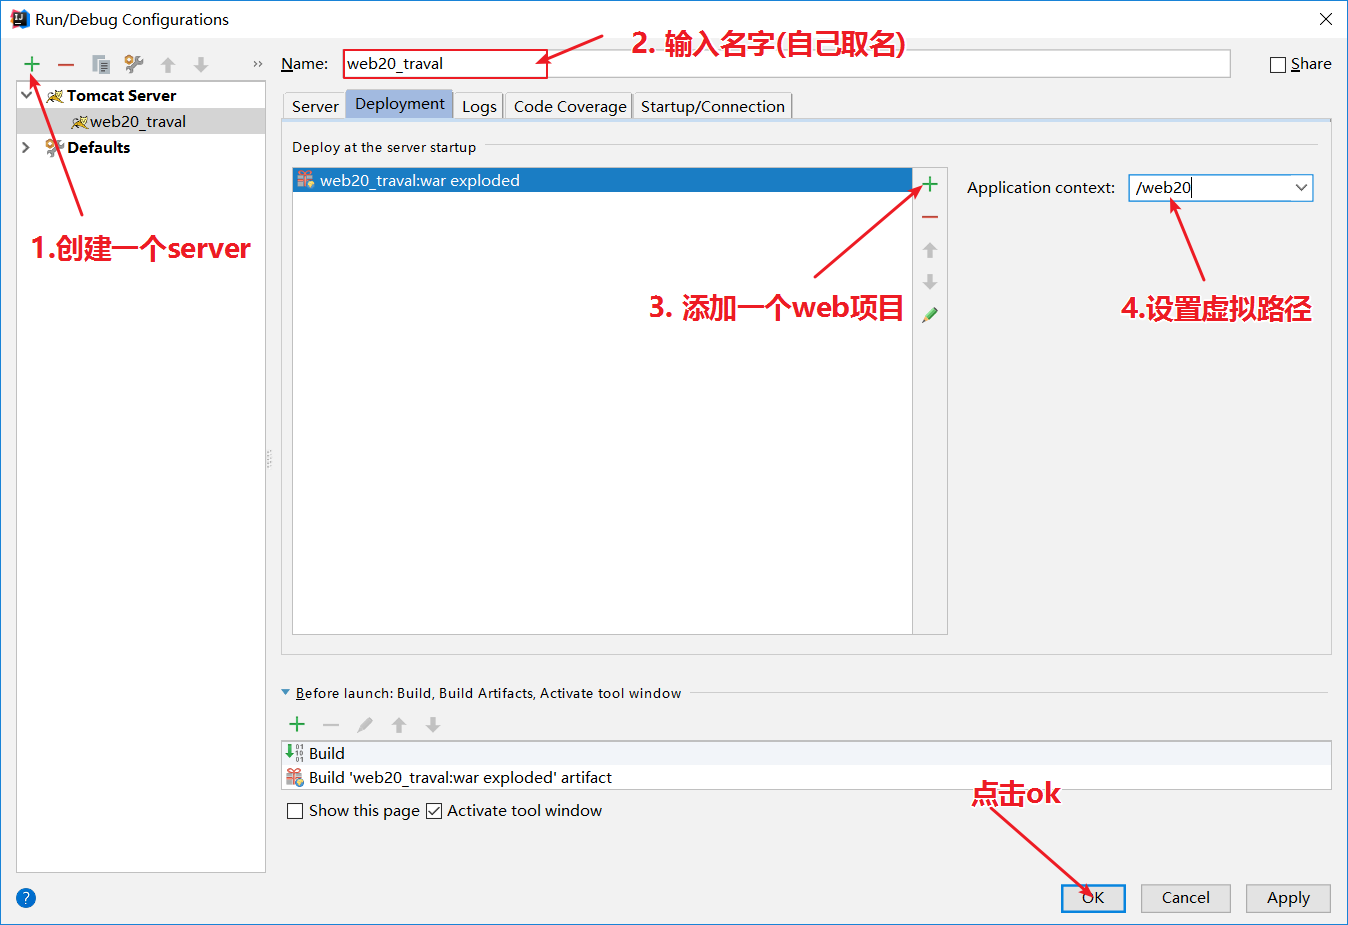 Run/Debug Configurations
2. 输入名字(自己取名)
Name: web20_traval
Share
Tomcat Server
web20_traval
Defaults
1.创建一个server
Server
Deployment
Logs
Code Coverage
Startup/Connection
Deploy at the server startup
web20_traval:war exploded
Application context: /web20
3. 添加一个web项目
4.设置虚拟路径
Before launch: Build, Build Artifacts, Activate tool window
Build
Build 'web20_traval:war exploded' artifact
Show this page
Activate tool window
点击ok
OK
Cancel
Apply